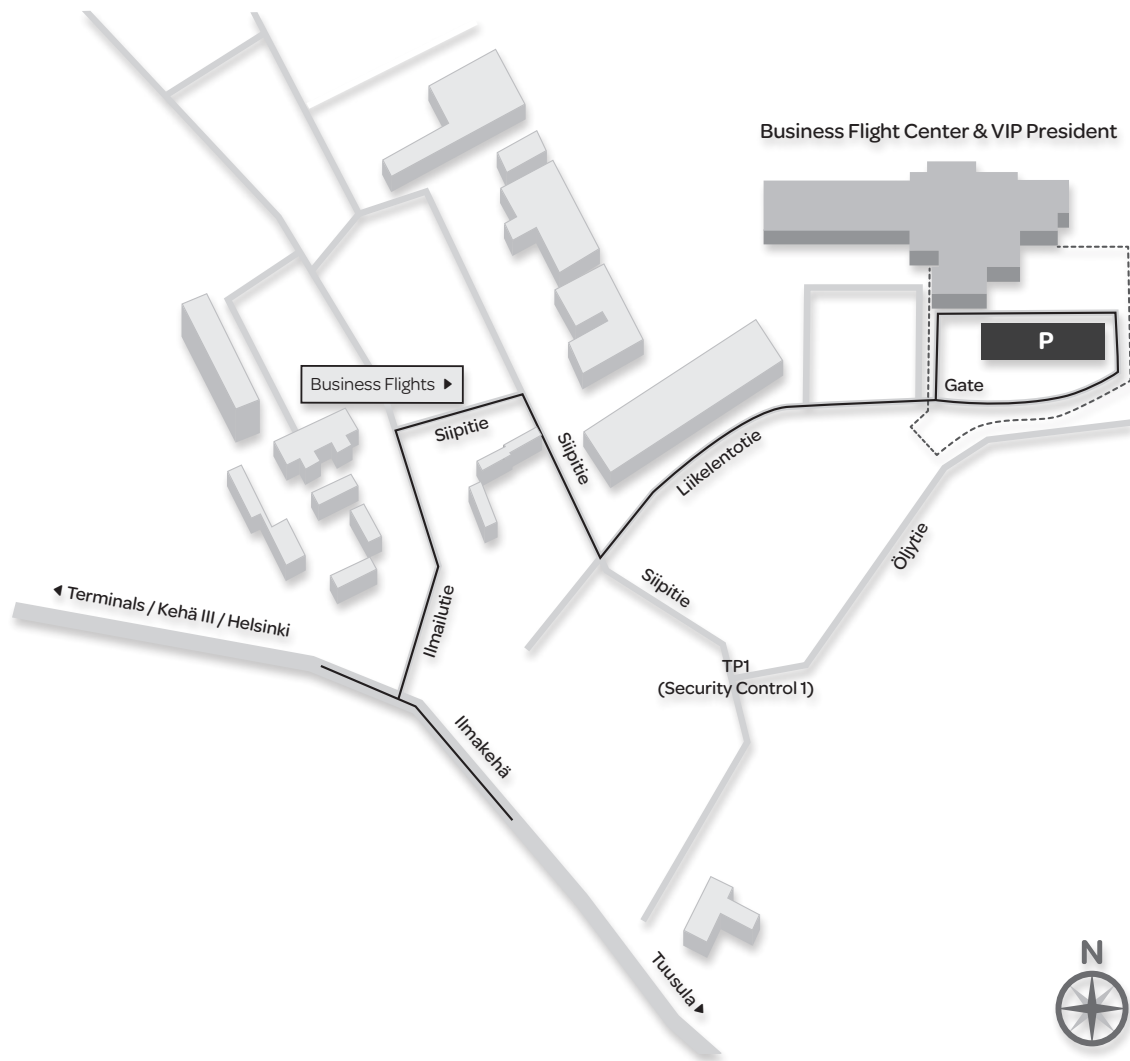 Business Flight Center & VIP President
P
Gate
Business Flights ►
Siipitie
Siipitie
Liikelentotie
Öljytie
Siipitie
◄ Terminals / Kehä III / Helsinki
Ilmailutie
TP1
(Security Control 1)
Ilmakehä
Tuusula ►
N